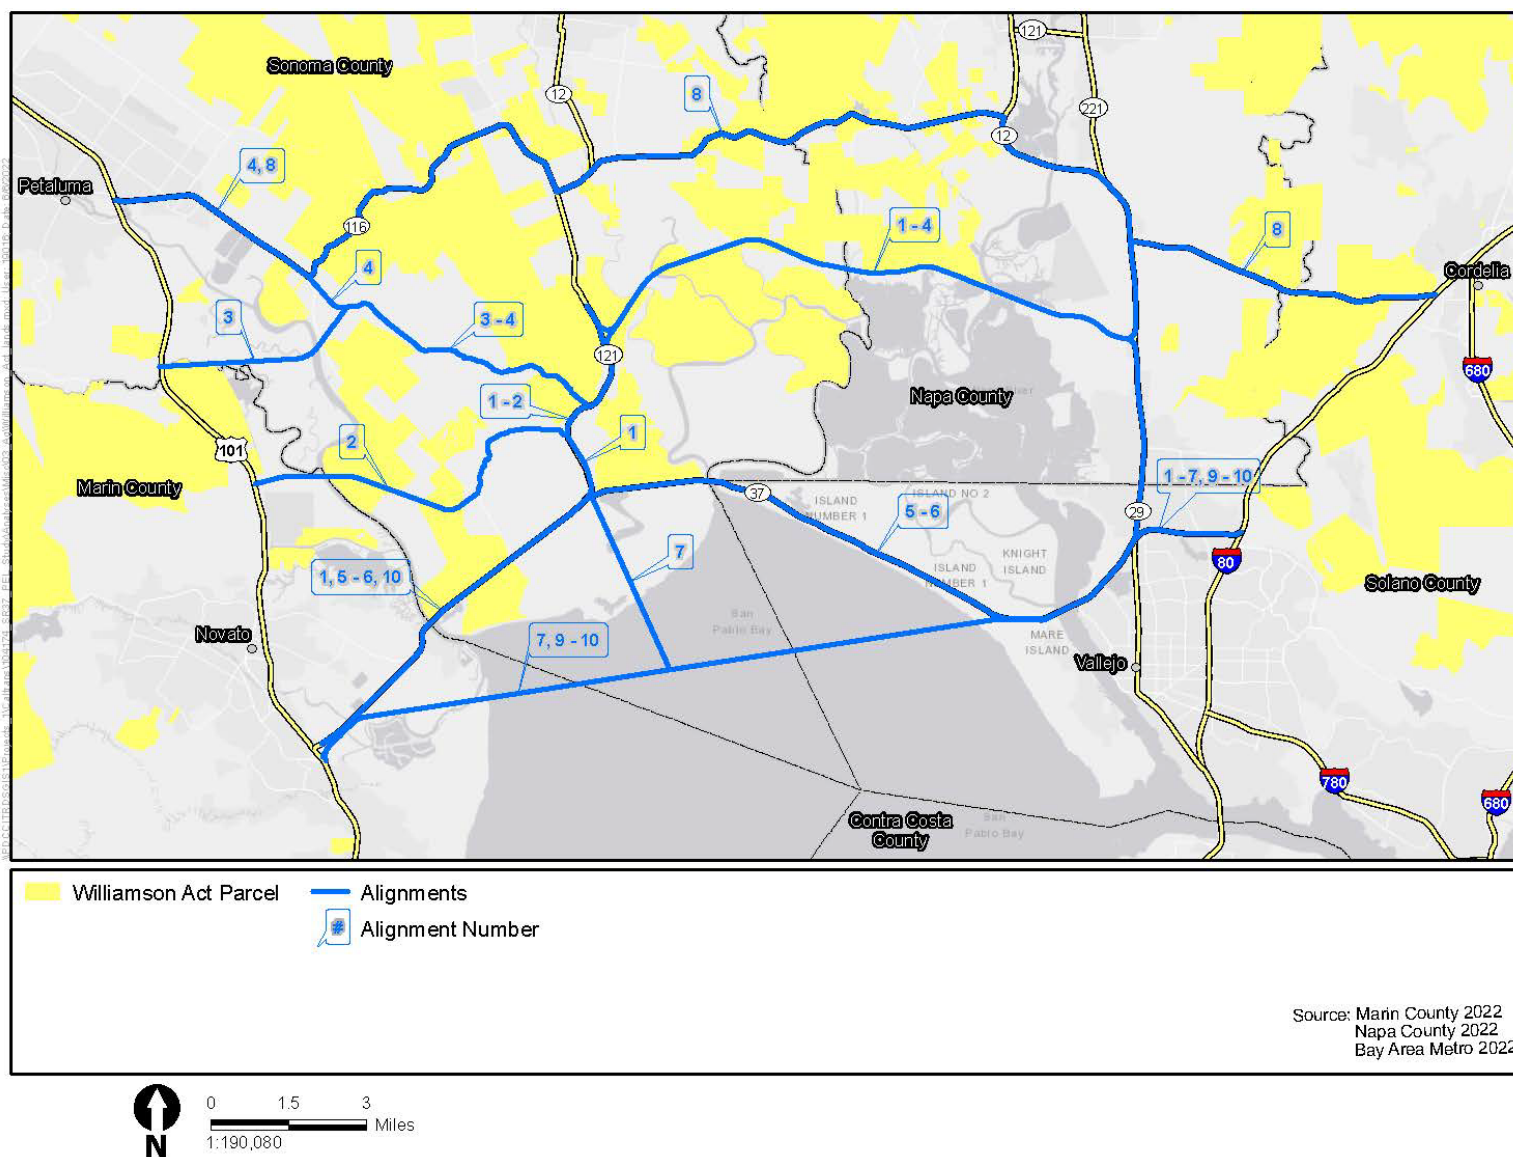 121
Sonoma County
12
8
221
12
4, 8
Petaluma
116
1 - 4
8
4
Cordelia
3
3 - 4
121
680
1 - 2
Napa County
1
2
101
Marin County
1 - 7, 9 - 10
37
ISLAND
NUMBER 1
ISLAND NO 2
5 - 6
29
7
KNIGHT
ISLAND
80
1, 5 - 6, 10
ISLAND
NUMBER 1
Solano County
San
Pablo Bay
Novato
7, 9 - 10
MARE
ISLAND
Vallejo
780
680
Contra Costa
County
San
Pablo Bay
Williamson Act Parcel
Alignments
# Alignment Number
Source: Marin County 2022
Napa County 2022
Bay Area Metro 2022
0 1.5 3
Miles
1:190,080
N